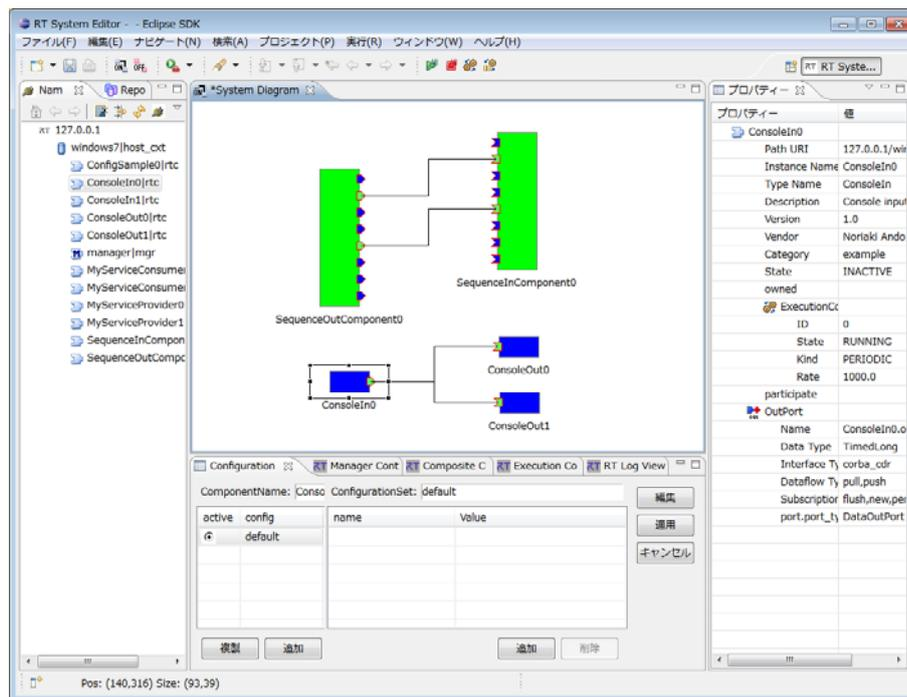 RT System Editor - - Eclipse SDK
ファイル(F) 編集(E) ナビゲート(N) 検索(A) プロジェクト(P) 実行(R) ウィンドウ(W) ヘルプ(H)
RT RT Syste...
Nam Repo
127.0.0.1
windows7|host_cxt
ConfigSample0|rtc
ConsoleIn0|rtc
ConsoleIn1|rtc
ConsoleOut0|rtc
ConsoleOut1|rtc
manager|mgr
MyServiceConsumer
MyServiceConsumer
MyServiceProvider0
MyServiceProvider1
SequenceInCompon
SequenceOutCompo
*System Diagram
SequenceOutComponent0
SequenceInComponent0
ConsoleIn0
ConsoleOut0
ConsoleOut1
Configuration Manager Cont Composite C Execution Co RT Log View
ComponentName: Conso ConfigurationSet: default
編集
適用
キャンセル
active config
default
name Value
複製 追加 追加 削除
プロパティー
プロパティー 値
ConsoleIn0
Path URI 127.0.0.1/wi
Instance Name ConsoleIn0
Type Name ConsoleIn
Description Console input
Version 1.0
Vendor Noriaki Ando
Category example
State INACTIVE
owned
ExecutionCo
ID 0
State RUNNING
Kind PERIODIC
Rate 1000.0
participate
OutPort
Name ConsoleIn0.o
Data Type TimedLong
Interface Ty corba_cdr
Dataflow Ty pull,push
Subscription flush,new,per
port.port_ty DataOutPort
Pos: (140,316) Size: (93,39)